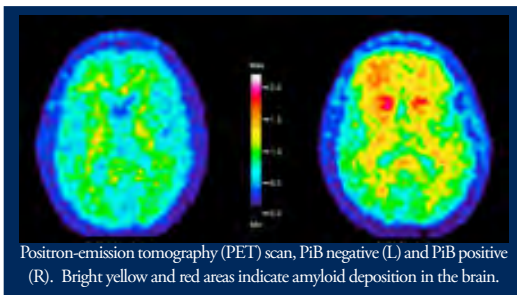 Positron-emission tomography (PET) scan, PiB negative (L) and PiB positive
(R).  Bright yellow and red areas indicate amyloid deposition in the brain.